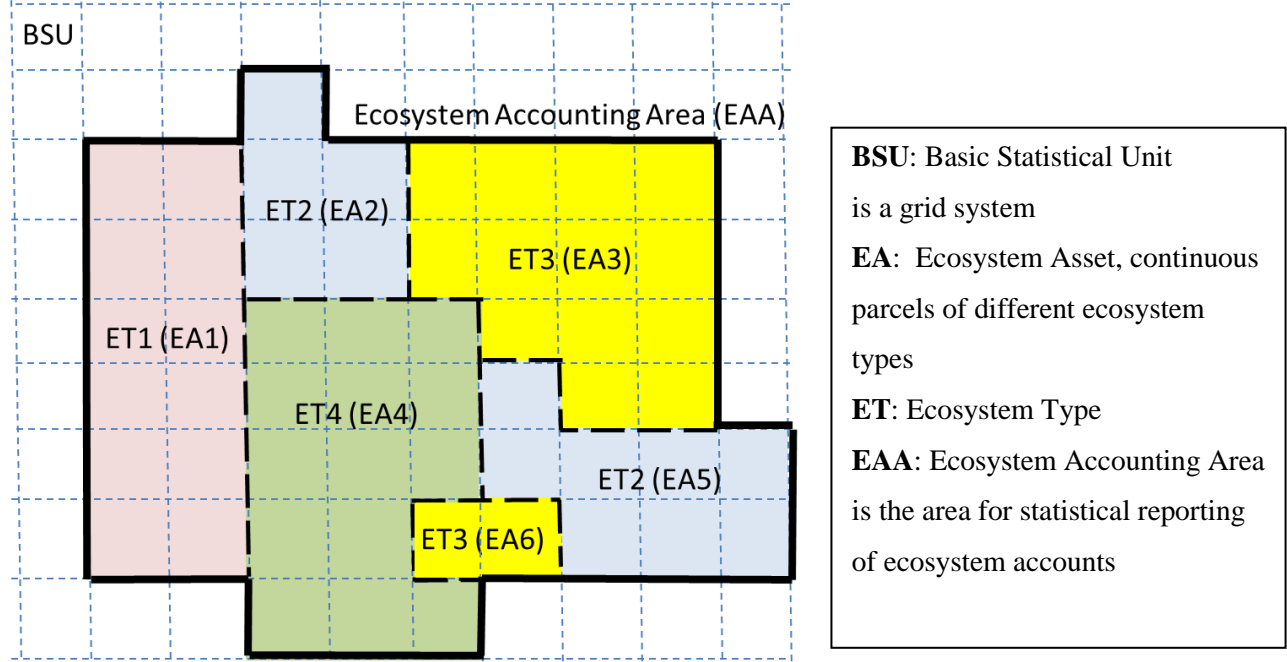 BSU
Ecosystem Accounting Area (EAA)
ET2 (EA2)
ET3 (EA3)
ET1 (EA1)
ET4 (EA4)
ET2 (EA5)
ET3 (EA6)
BSU: Basic Statistical Unit
is a grid system
EA: Ecosystem Asset, continuous
parcels of different ecosystem
types
ET: Ecosystem Type
EAA: Ecosystem Accounting Area
is the area for statistical reporting
of ecosystem accounts